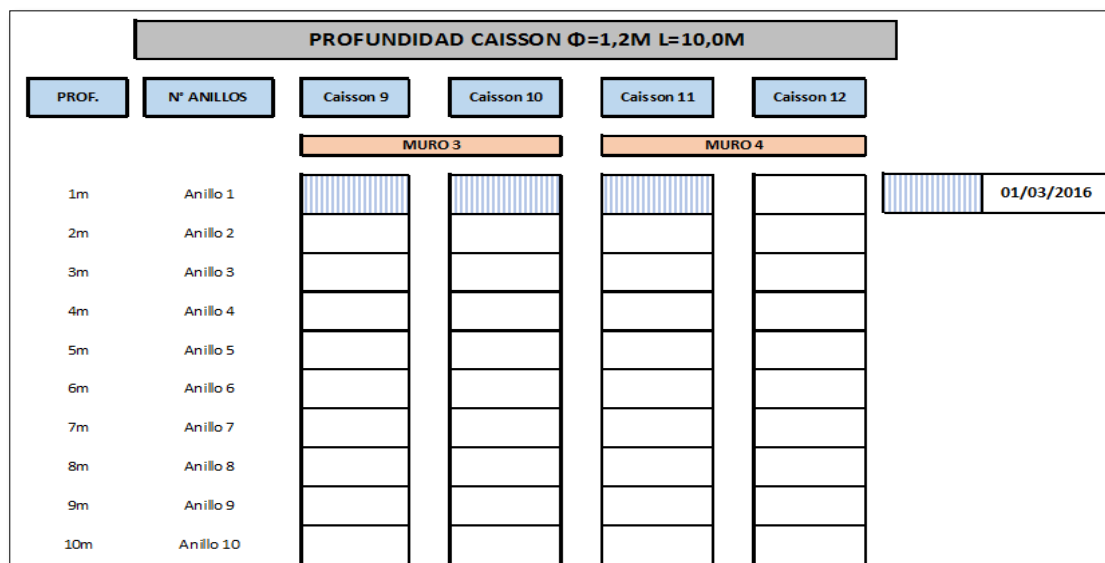 PROFUNDIDAD CAISSON Φ=1,2M L=10,0M
PROF. N° ANILLOS Caisson 9 Caisson 10 Caisson 11 Caisson 12
MURO 3 MURO 4
1m Anillo 1 01/03/2016
2m Anillo 2
3m Anillo 3
4m Anillo 4
5m Anillo 5
6m Anillo 6
7m Anillo 7
8m Anillo 8
9m Anillo 9
10m Anillo 10